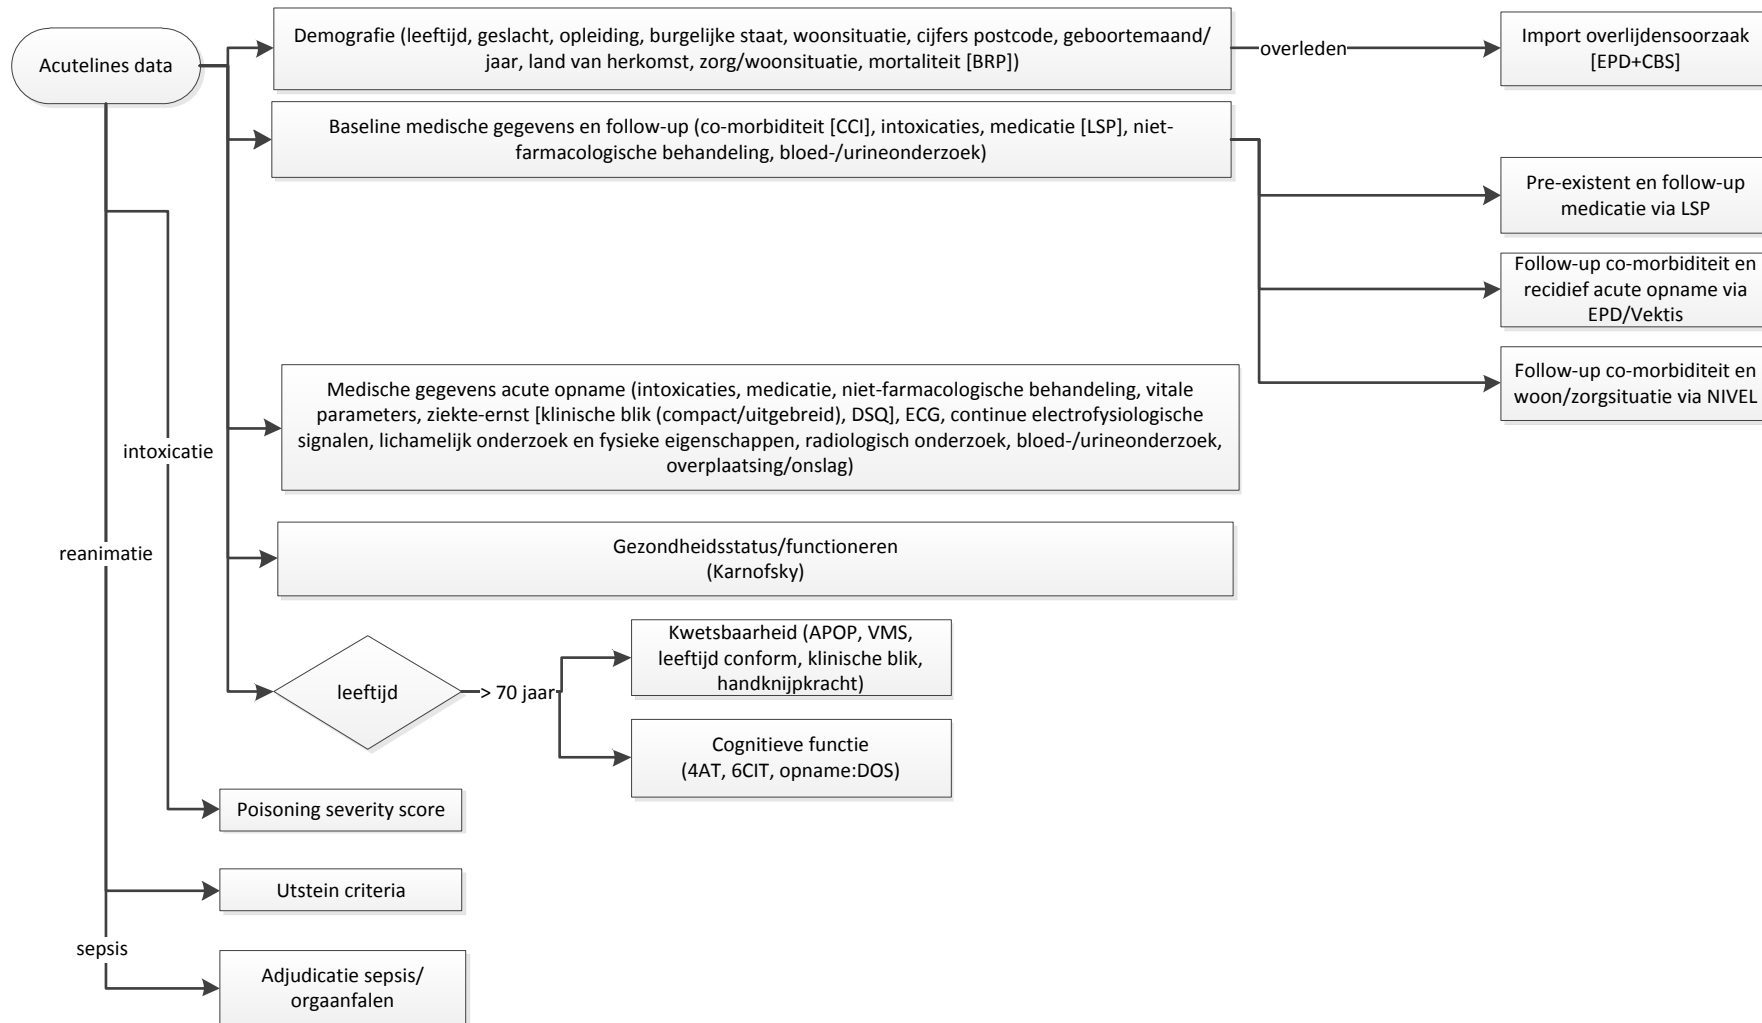 Acutelines data
Demografie (leeftijd, geslacht, opleiding, burgelijke staat, woonsituatie, cijfers postcode, geboortemaand/
jaar, land van herkomst, zorg/woonsituatie, mortaliteit [BRP])
overleden
Import overlijdensoorzaak
[EPD+CBS]
Baseline medische gegevens en follow-up (co-morbiditeit [CCI], intoxicaties, medicatie [LSP], niet-
farmacologische behandeling, bloed-/urineonderzoek)
Pre-existent en follow-up
medicatie via LSP
Follow-up co-morbiditeit en
recidief acute opname via
EPD/Vektis
Follow-up co-morbiditeit en
woon/zorgsituatie via NIVEL
Medische gegevens acute opname (intoxicaties, medicatie, niet-farmacologische behandeling, vitale
parameters, ziekte-ernst [klinische blik (compact/uitgebreid), DSQ], ECG, continue electrofysiologische
signalen, lichamelijk onderzoek en fysieke eigenschappen, radiologisch onderzoek, bloed-/urineonderzoek,
overplaatsing/onslag)
intoxicatie
reanimatie
Gezondheidsstatus/functioneren
(Karnofsky)
leeftijd
> 70 jaar
Kwetsbaarheid (APOP, VMS,
leeftijd conform, klinische blik,
handknijpkracht)
Cognitieve functie
(4AT, 6CIT, opname:DOS)
Poisoning severity score
Utstein criteria
sepsis
Adjudicatie sepsis/
orgaanfalen